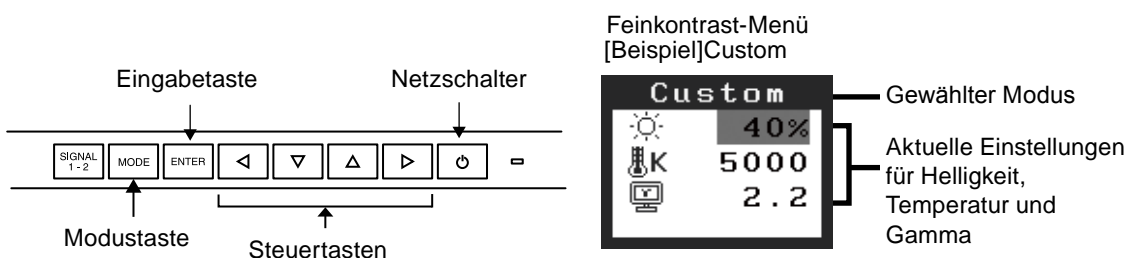 Feinkontrast-Menü
[Beispiel]Custom
Eingabetaste
Netzschalter
SIGNAL
1 - 2
MODE
ENTER
Modustaste
Steuertasten
Custom
40%
K 5000
2.2
Gewählter Modus
Aktuelle Einstellungen
für Helligkeit,
Temperatur und
Gamma